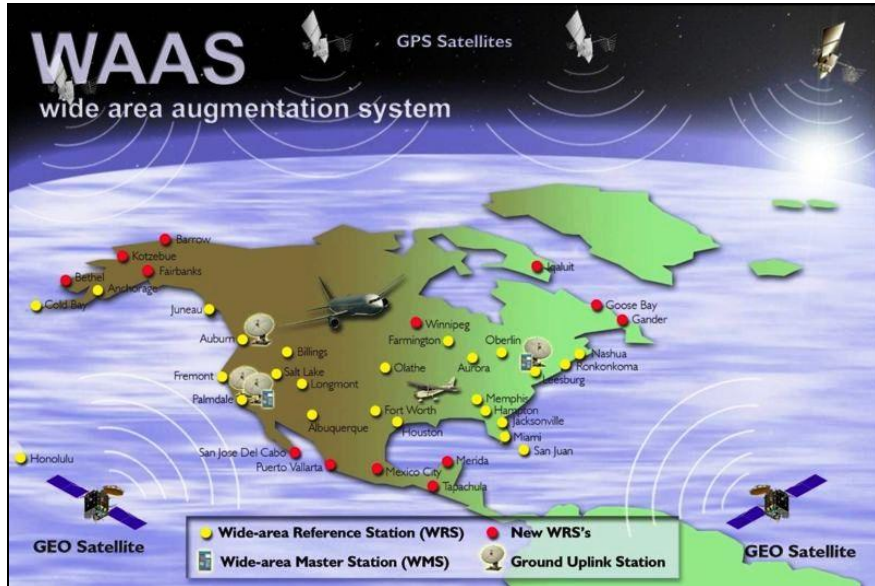 WAAS
wide area augmentation system
GPS Satellites
Barrow
Kotzebue
Fairbanks
Bethel
Anchorage
Cold Bay
Juneau
Iqaluit
Goose Bay
Gander
Winnipeg
Auburn
Farmington
Oberlin
Billings
Nashua
Ronkonkoma
Aurora
Leesburg
Fremont
Salt Lake
Olathe
Longmont
Palmdale
Memphis
Albuquerque
Fort Worth
Hampton
Houston
Jacksonville
Miami
San Juan
Honolulu
San Jose Del Cabo
Puerto Vallarta
Mexico City
Merida
Tapachula
GEO Satellite
Wide-area Reference Station (WRS)
New WRS's
Wide-area Master Station (WMS)
Ground Uplink Station
GEO Satellite